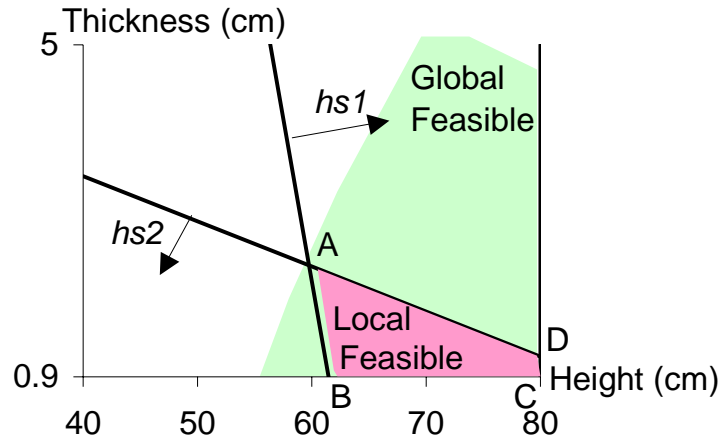 Thickness (cm)
5
Global
Feasible
hs1
hs2
A
Local
Feasible
D
0.9
Height (cm)
B
C
40 50 60 70 80